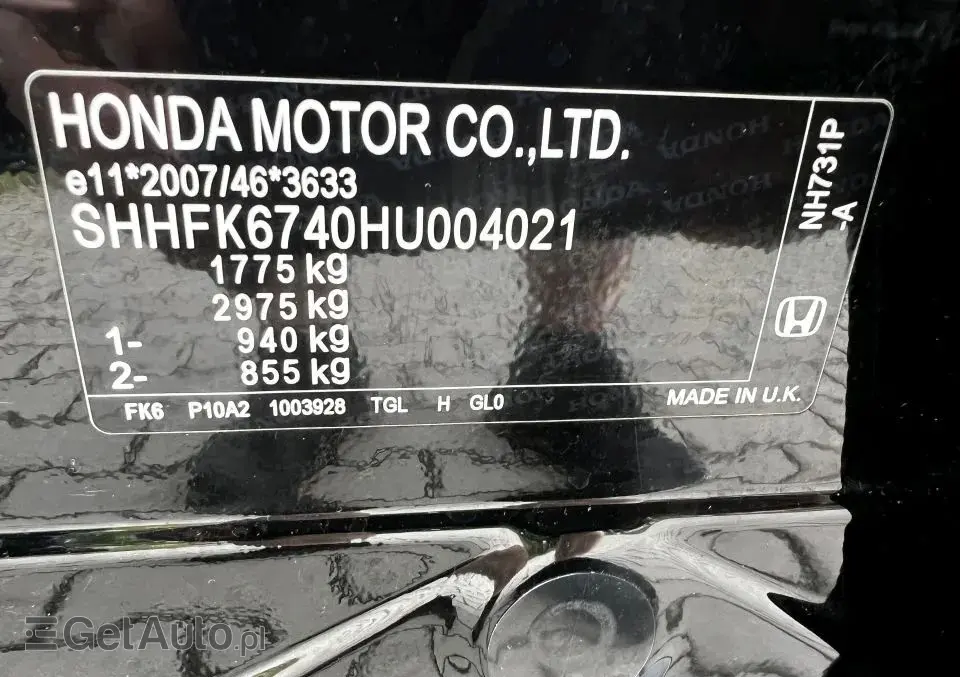 HONDA MOTOR CO.,LTD.
e11*2007/46*3633
SHHFK6740HU004021
1775 kg
2975 kg
1- 940 kg
2- 855 kg
FK6 P10A2 1003928 TGL H GL0
MADE IN U.K.
NH731P
-A
GetAuto.pl